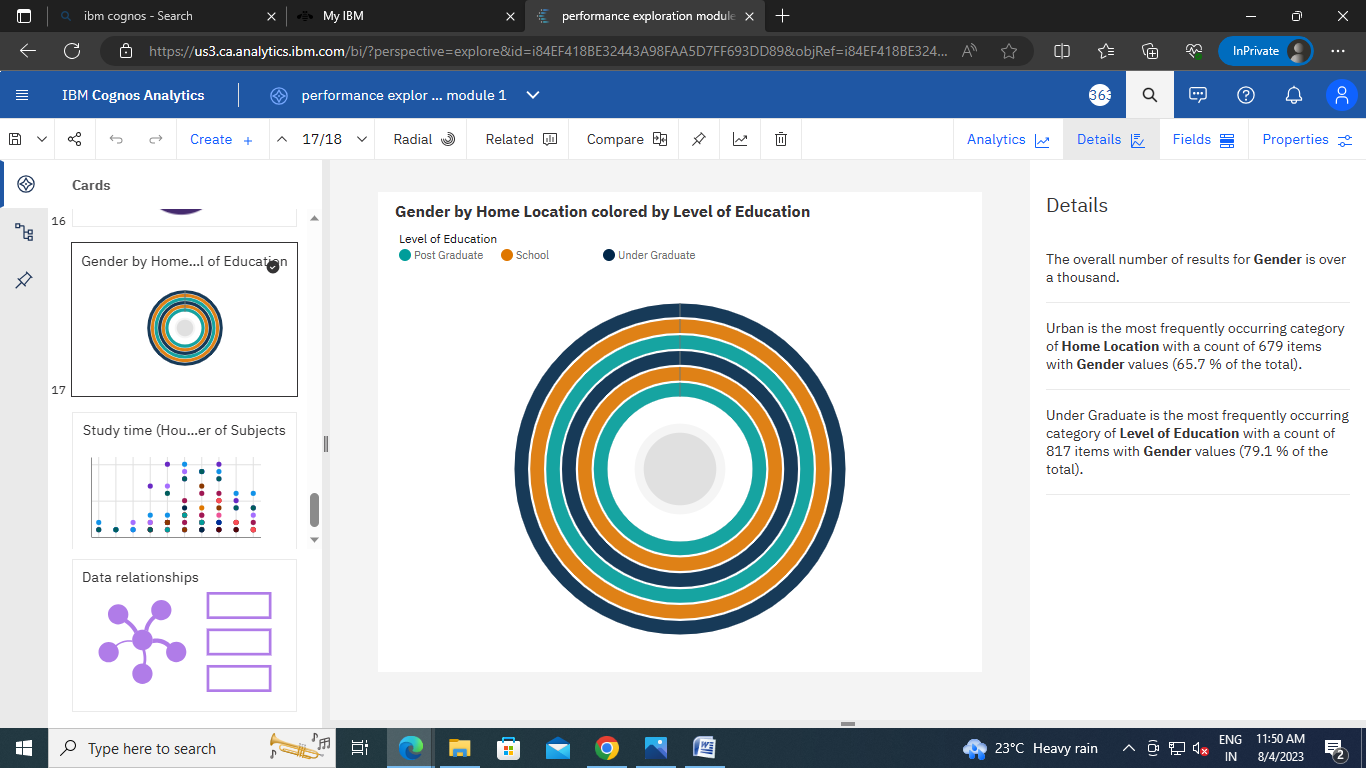 ibm cognos - Search
My IBM
performance exploration module
https://us3.ca.analytics.ibm.com/bi/?perspective=explore&id=i84EF418BE32443A98FAA5D7FF693DD89&objRef=i84EF418BE324...
InPrivate
IBM Cognos Analytics
performance explor ... module 1
363
Create +
17/18
Radial
Related
Compare
Analytics
Details
Fields
Properties
Cards
16
Gender by Home...l of Education
17
Study time (Hou...er of Subjects
Data relationships
Gender by Home Location colored by Level of Education
Level of Education
Post Graduate
School
Under Graduate
Details
The overall number of results for Gender is over
a thousand.
Urban is the most frequently occurring category
of Home Location with a count of 679 items
with Gender values (65.7 % of the total).
Under Graduate is the most frequently occurring
category of Level of Education with a count of
817 items with Gender values (79.1 % of the
total).
Type here to search
23°C Heavy rain
ENG
IN
11:50 AM
8/4/2023
2